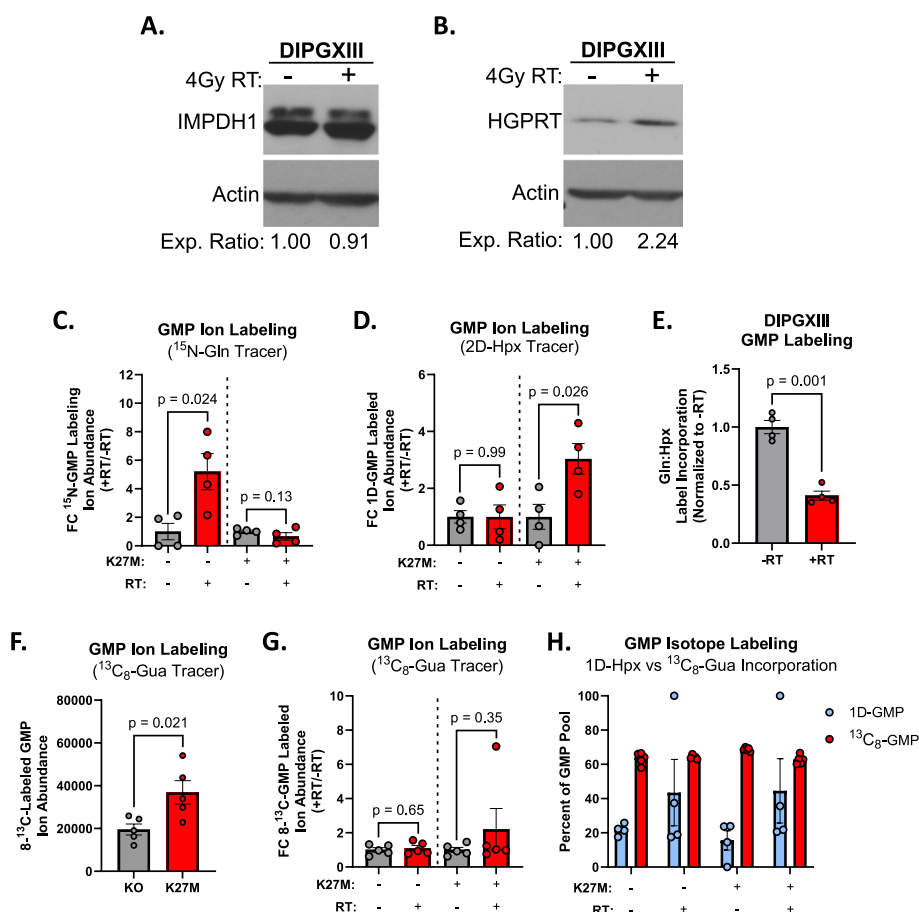 A.
DIPGXIII
4Gy RT: - +
IMPDH1
Actin
Exp. Ratio: 1.00 0.91
B.
DIPGXIII
4Gy RT: - +
HGPRT
Actin
Exp. Ratio: 1.00 2.24
C.
GMP Ion Labeling
(¹⁵N-Gln Tracer)
FC ¹⁵N-GMP Labeling
Ion Abundance
(+RT/-RT)
12
10
8
6
4
2
0
p = 0.024
p = 0.13
K27M: - - + +
RT: - + - +
D.
GMP Ion Labeling
(2D-Hpx Tracer)
FC 1D-GMP Labeled
Ion Abundance
(+RT/-RT)
6
4
2
0
p = 0.99
p = 0.026
K27M: - - + +
RT: - + - +
E.
DIPGXIII
GMP Labeling
Gln:Hpx
Label Incorporation
(Normalized to -RT)
1.5
1.0
0.5
0.0
p = 0.001
-RT +RT
F.
GMP Ion Labeling
(¹³C₈-Gua Tracer)
8-¹³C-Labeled GMP
Ion Abundance
80000
60000
40000
20000
0
p = 0.021
KO K27M
G.
GMP Ion Labeling
(¹³C₈-Gua Tracer)
FC 8-¹³C-GMP Labeled
Ion Abundance
(+RT/-RT)
10
8
6
4
2
0
p = 0.65
p = 0.35
K27M: - - + +
RT: - + - +
H.
GMP Isotope Labeling
1D-Hpx vs ¹³C₈-Gua Incorporation
Percent of GMP Pool
100
80
60
40
20
0
1D-GMP
¹³C₈-GMP
K27M: - - + +
RT: - + - +